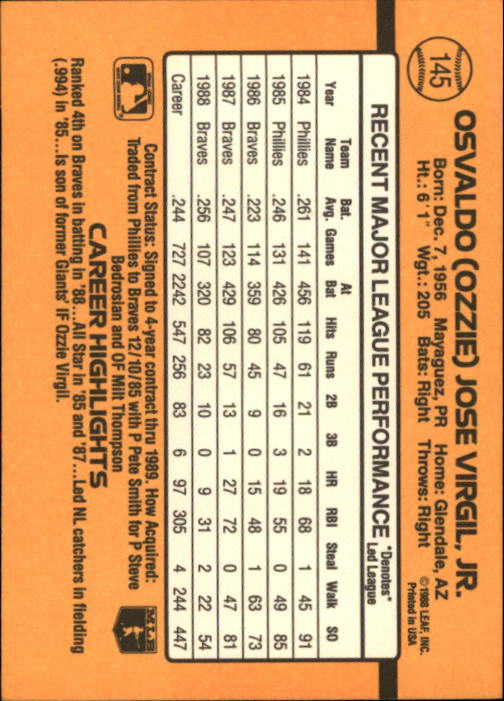 145
OSVALDO (OZZIE) JOSE VIRGIL, JR.
Born: Dec. 7, 1956 Mayaguez, PR Home: Glendale, AZ
Ht.: 6'1" Wgt.: 205 Bats: Right Throws: Right
©1988 LEAF, INC.
Printed in USA
RECENT MAJOR LEAGUE PERFORMANCE
*Denotes*
Led League
Year Team Name Bat. Avg. Games At Bat Hits Runs 2B 3B HR RBI Steal Walk SO
1984 Phillies .261 141 456 119 61 21 2 18 68 1 45 91
1985 Phillies .246 131 426 105 47 16 3 19 55 0 49 85
1986 Braves .223 114 359 80 45 9 0 15 48 1 63 73
1987 Braves .247 123 429 106 57 13 1 27 72 0 47 81
1988 Braves .256 107 320 82 23 10 0 9 31 2 22 54
Career .244 727 2242 547 256 83 6 97 305 4 244 447
Contract Status: Signed to 4-year contract thru 1989. How Acquired:
Traded from Phillies to Braves 12/10/85 with P Pete Smith for P Steve
Bedrosian and OF Milt Thompson
MLB
CAREER HIGHLIGHTS
Ranked 4th on Braves in batting in '88...All Star in '85 and '87...Led NL catchers in fielding
(.994) in '85...Is son of former Giants' IF Ozzie Virgil.